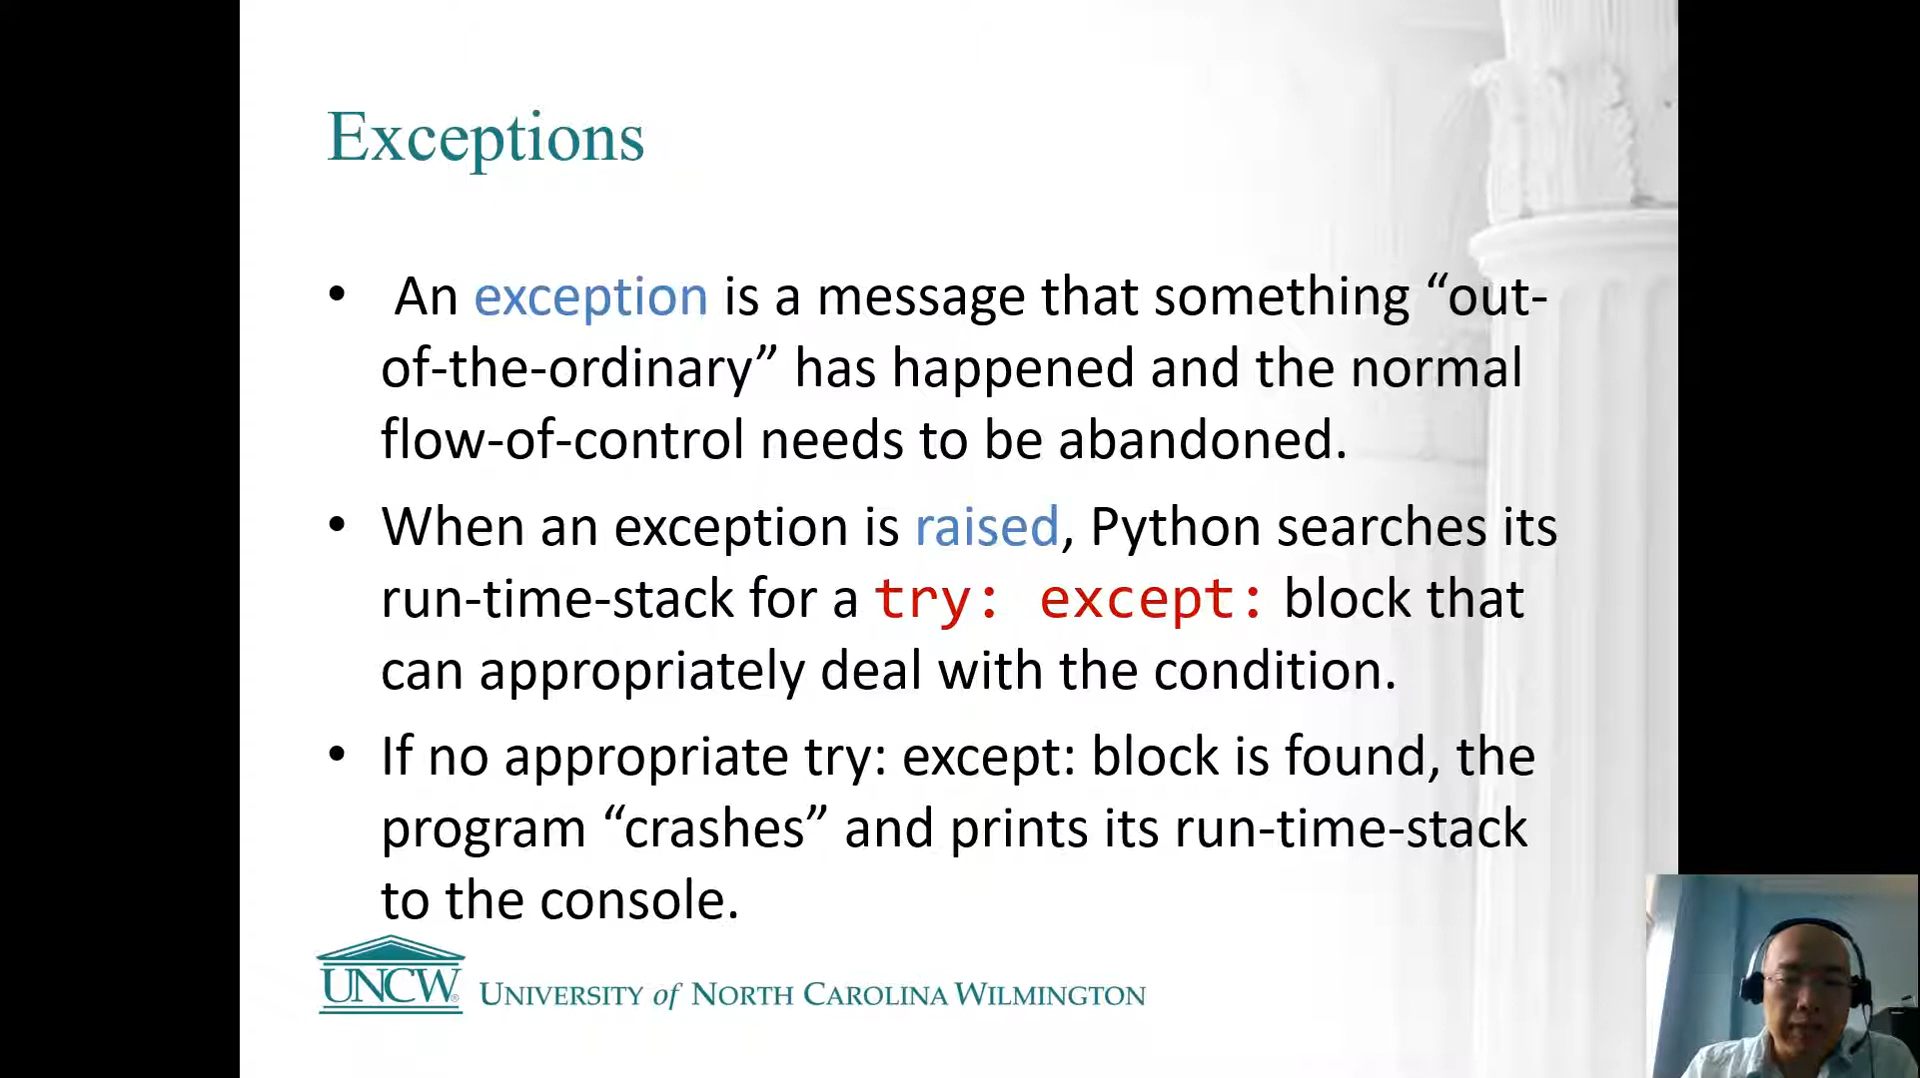 Exceptions
• An exception is a message that something “out-
of-the-ordinary” has happened and the normal
flow-of-control needs to be abandoned.
• When an exception is raised, Python searches its
run-time-stack for a try: except: block that
can appropriately deal with the condition.
• If no appropriate try: except: block is found, the
program “crashes” and prints its run-time-stack
to the console.
UNCW® UNIVERSITY of NORTH CAROLINA WILMINGTON